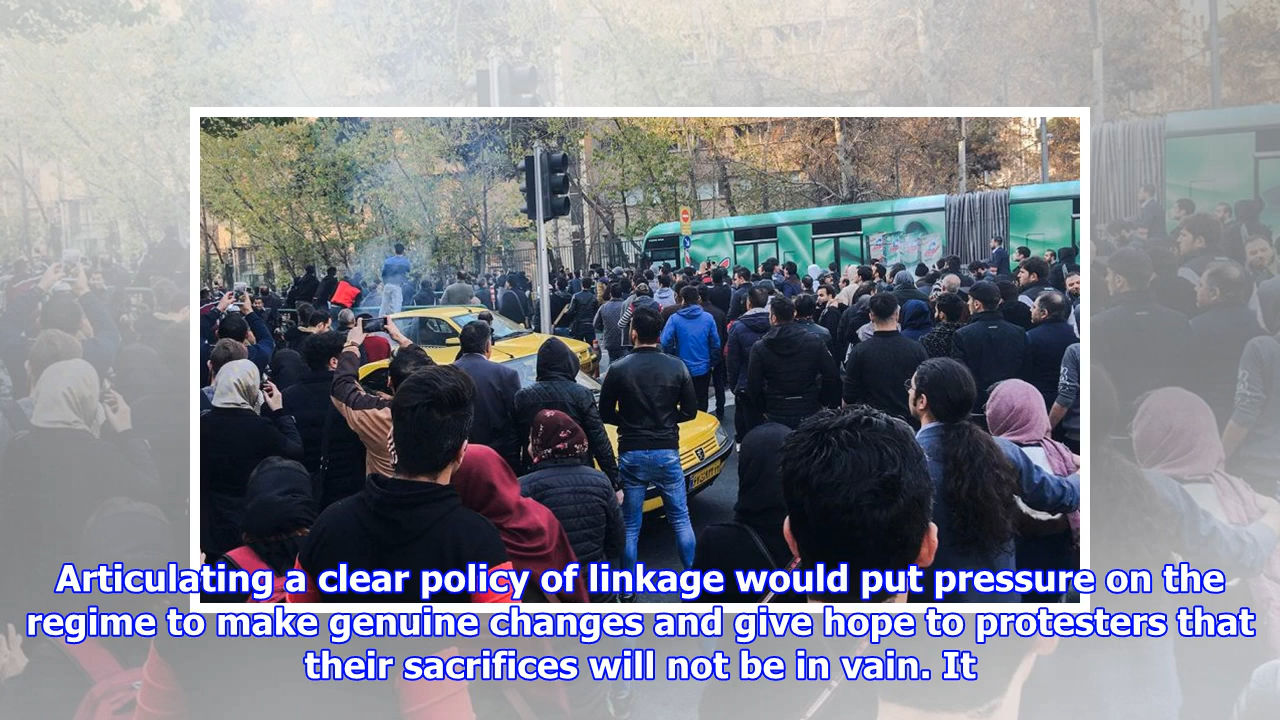 Articulating a clear policy of linkage would put pressure on the
regime to make genuine changes and give hope to protesters that
their sacrifices will not be in vain. It